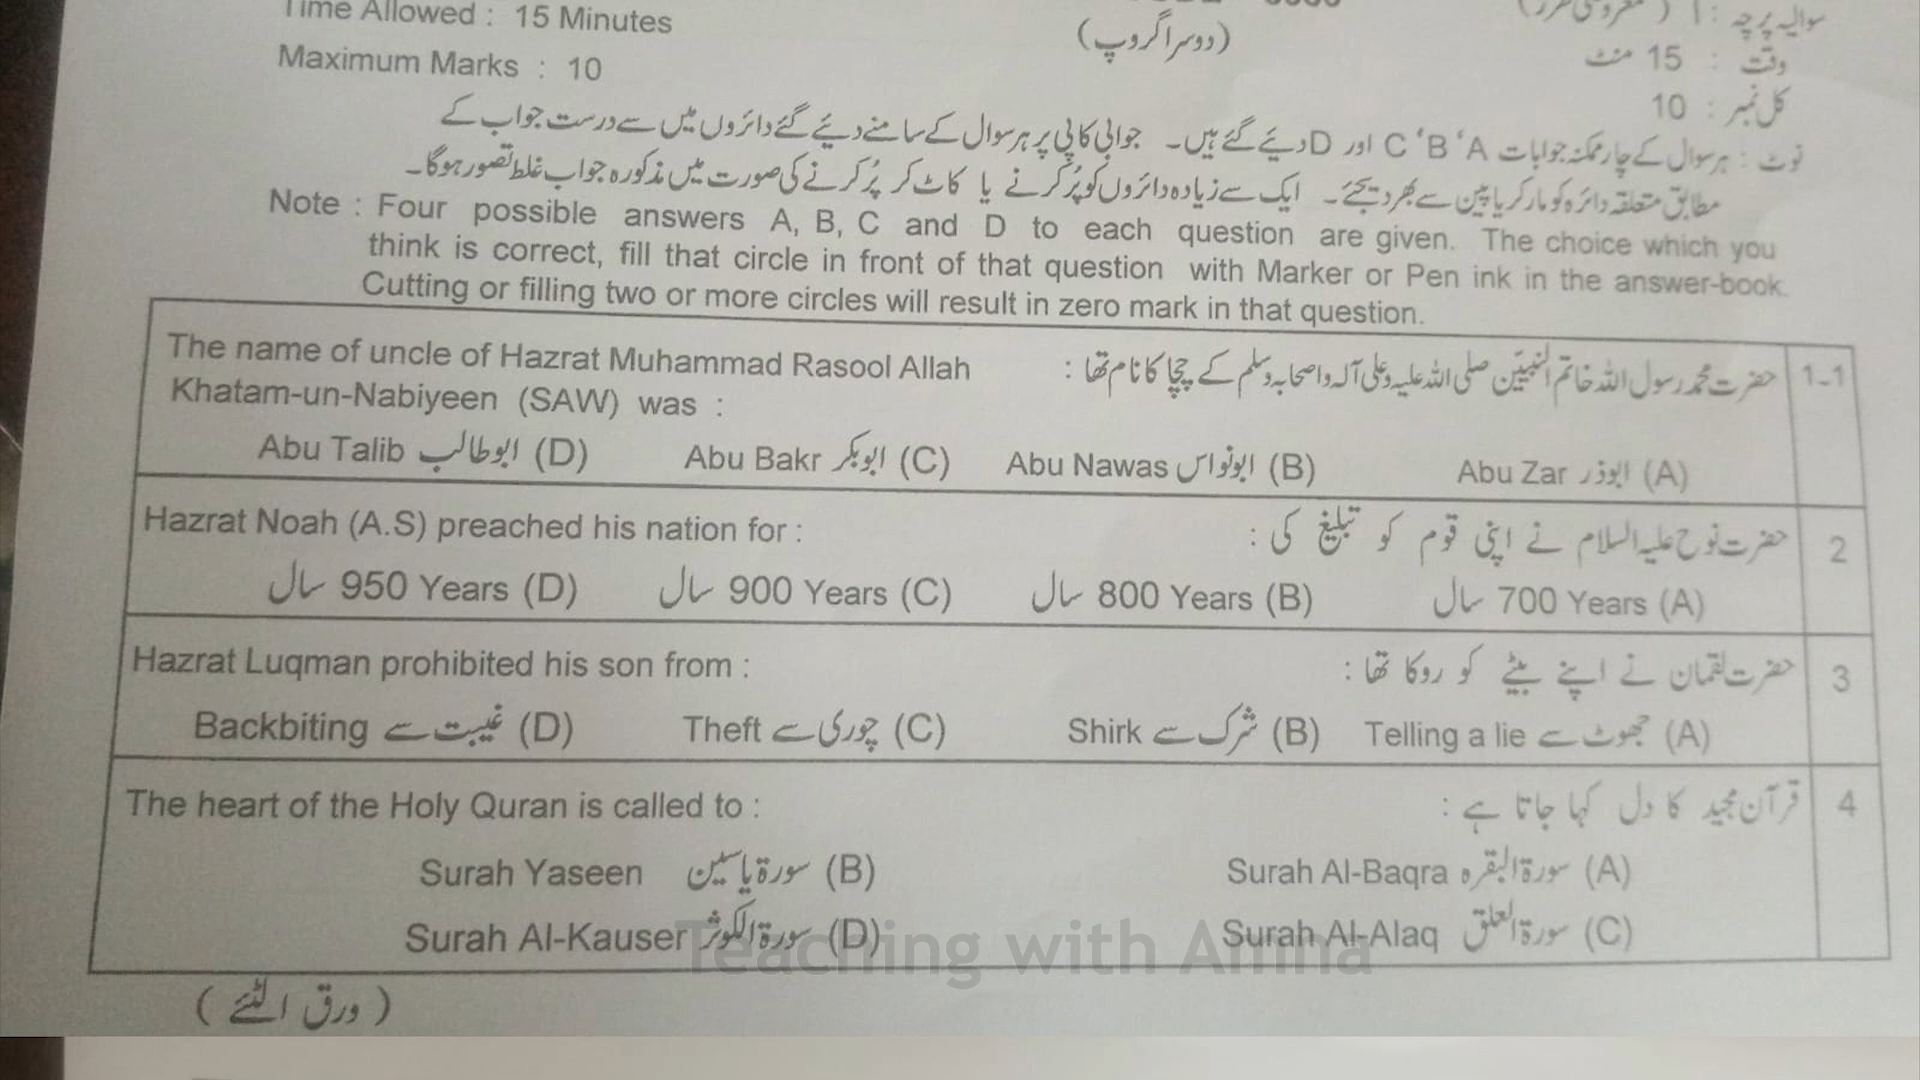 Time Allowed : 15 Minutes
Maximum Marks : 10
(دوسرا گروپ)
سوالیہ پرچہ : I ( معروضی طرز )
وقت : 15 منٹ
کل نمبر : 10
نوٹ : ہر سوال کے چار ممکنہ جوابات A ‘B ‘C اور D دیئے گئے ہیں۔ جوابی کاپی پر ہر سوال کے سامنے دیئے گئے دائروں میں سے درست جواب کے
مطابق متعلقہ دائرہ کو مارکر یا پین سے بھر دیجئے۔ ایک سے زیادہ دائروں کو پُر کرنے یا کاٹ کر پُر کرنے کی صورت میں مذکورہ جواب غلط تصور ہوگا۔
Note : Four possible answers A, B, C and D to each question are given. The choice which you
think is correct, fill that circle in front of that question with Marker or Pen ink in the answer-book.
Cutting or filling two or more circles will result in zero mark in that question.
1-1 حضرت محمد رسول اللہ خاتم النبیّین صلی اللہ علیہ وعلی آلہ واصحابہ وسلم کے چچا کا نام تھا :
The name of uncle of Hazrat Muhammad Rasool Allah
Khatam-un-Nabiyeen (SAW) was :
(A) ابوذر Abu Zar (B) ابونواس Abu Nawas (C) ابوبکر Abu Bakr (D) ابوطالب Abu Talib
2 حضرت نوح علیہ السلام نے اپنی قوم کو تبلیغ کی :
Hazrat Noah (A.S) preached his nation for :
(A) 700 Years سال (B) 800 Years سال (C) 900 Years سال (D) 950 Years سال
3 حضرت لقمان نے اپنے بیٹے کو روکا تھا :
Hazrat Luqman prohibited his son from :
(A) جھوٹ سے Telling a lie (B) شرک سے Shirk (C) چوری سے Theft (D) غیبت سے Backbiting
4 قرآن مجید کا دل کہا جاتا ہے :
The heart of the Holy Quran is called to :
(A) سورۃ البقرہ Surah Al-Baqra (B) سورۃ یاسین Surah Yaseen
(C) سورۃ العلق Surah Al-Alaq (D) سورۃ الکوثر Surah Al-Kauser
Teaching with Amna
( ورق الٹئے )